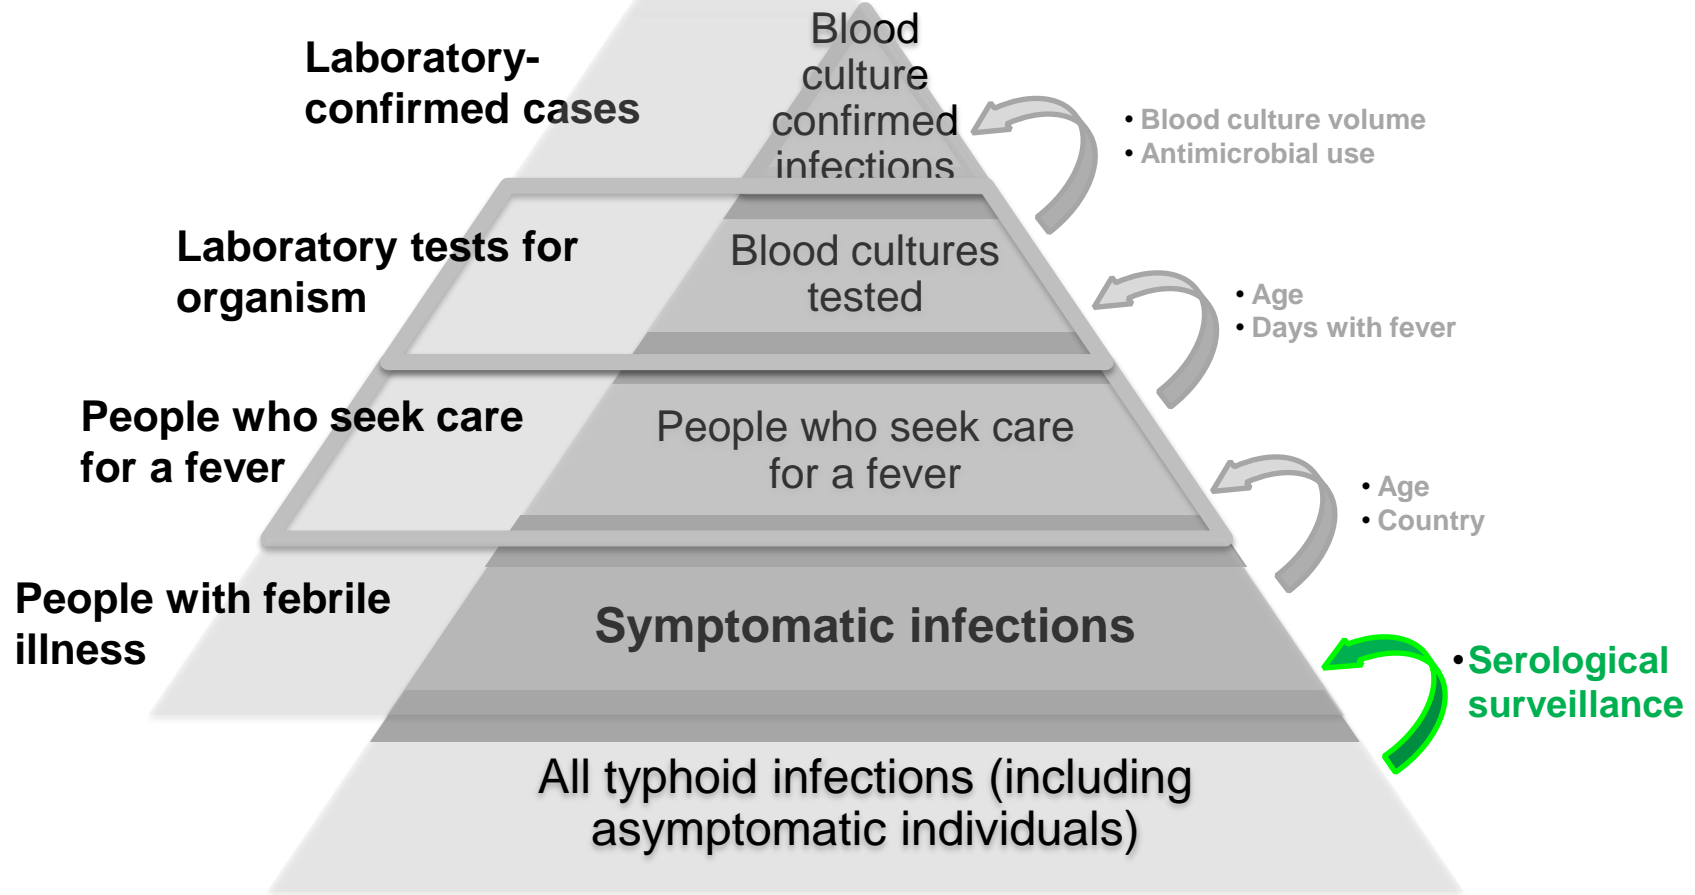 Laboratory-
confirmed cases
Blood
culture
confirmed
infections
• Blood culture volume
• Antimicrobial use
Laboratory tests for
organism
Blood cultures
tested
• Age
• Days with fever
People who seek care
for a fever
People who seek care
for a fever
• Age
• Country
People with febrile
illness
Symptomatic infections
• Serological
surveillance
All typhoid infections (including
asymptomatic individuals)